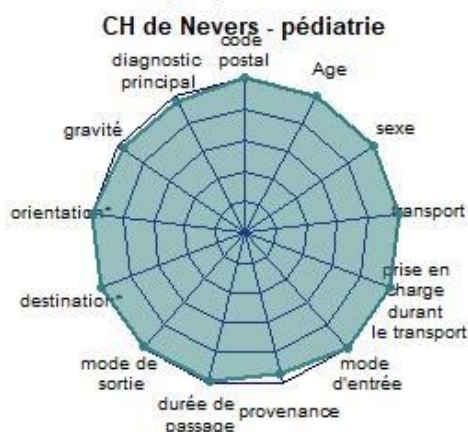 CH de Nevers - pédiatrie
code
postal
Age
sexe
transport
prise en
charge
durant
le transport
mode
d'entrée
provenance
durée de
passage
mode de
sortie
destination*
orientation*
gravité
diagnostic
principal